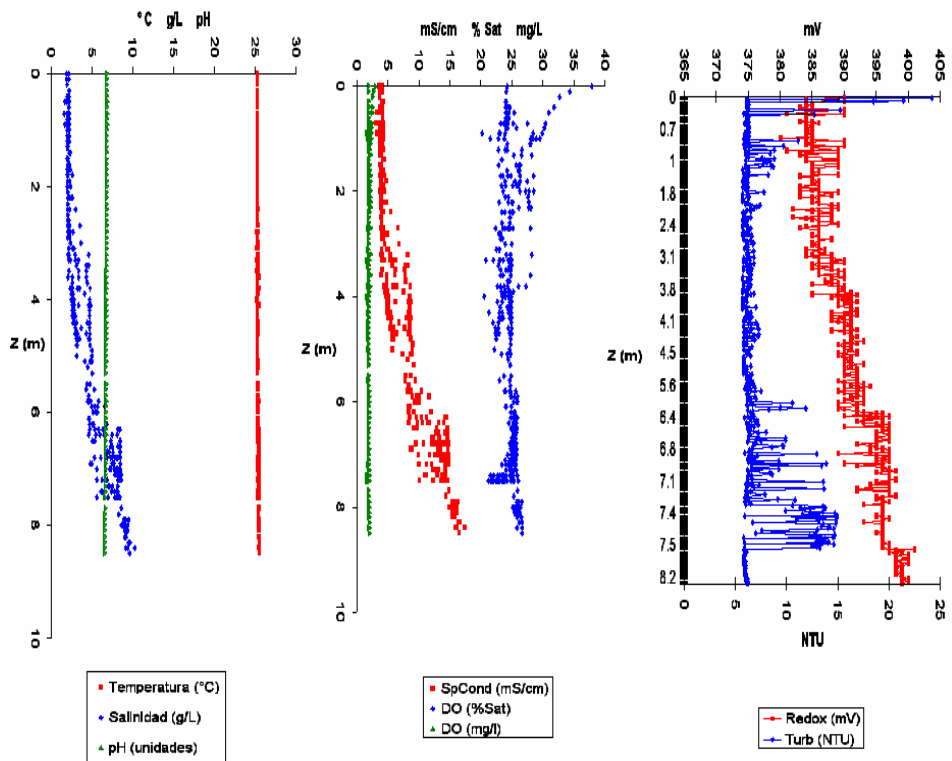 °C g/L pH
0 5 10 15 20 25 30
0
2
4
6
8
10
Z (m)
Temperatura (°C)
Salinidad (g/L)
pH (unidades)
mS/cm % Sat mg/L
0 5 10 15 20 25 30 35 40
0
2
4
6
8
10
Z (m)
SpCond (mS/cm)
DO (%Sat)
DO (mg/l)
mV
365 370 375 380 385 390 395 400 405
0
0.7
1
1.8
2.4
3.1
3.8
4.1
4.5
5.6
6.4
6.8
7.1
7.4
7.5
8.2
Z (m)
0 5 10 15 20 25
NTU
Redox (mV)
Turb (NTU)